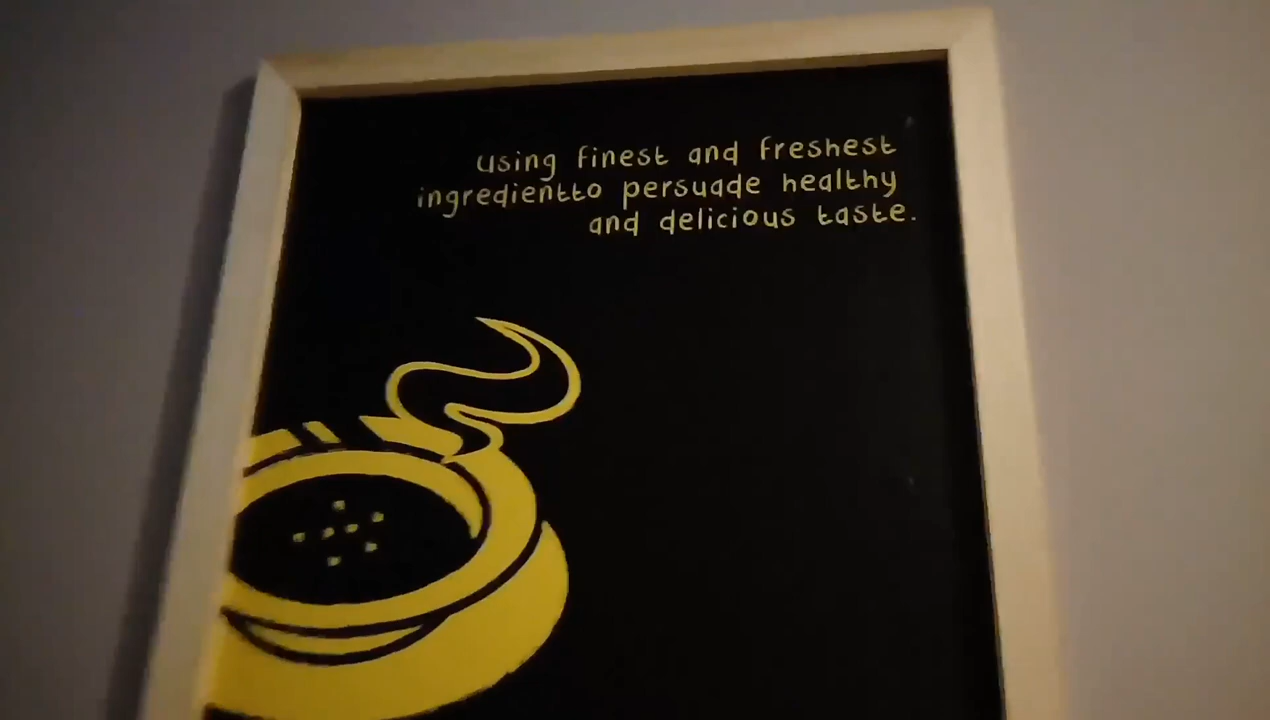 using finest and freshest
ingredientto persuade healthy
and delicious taste.